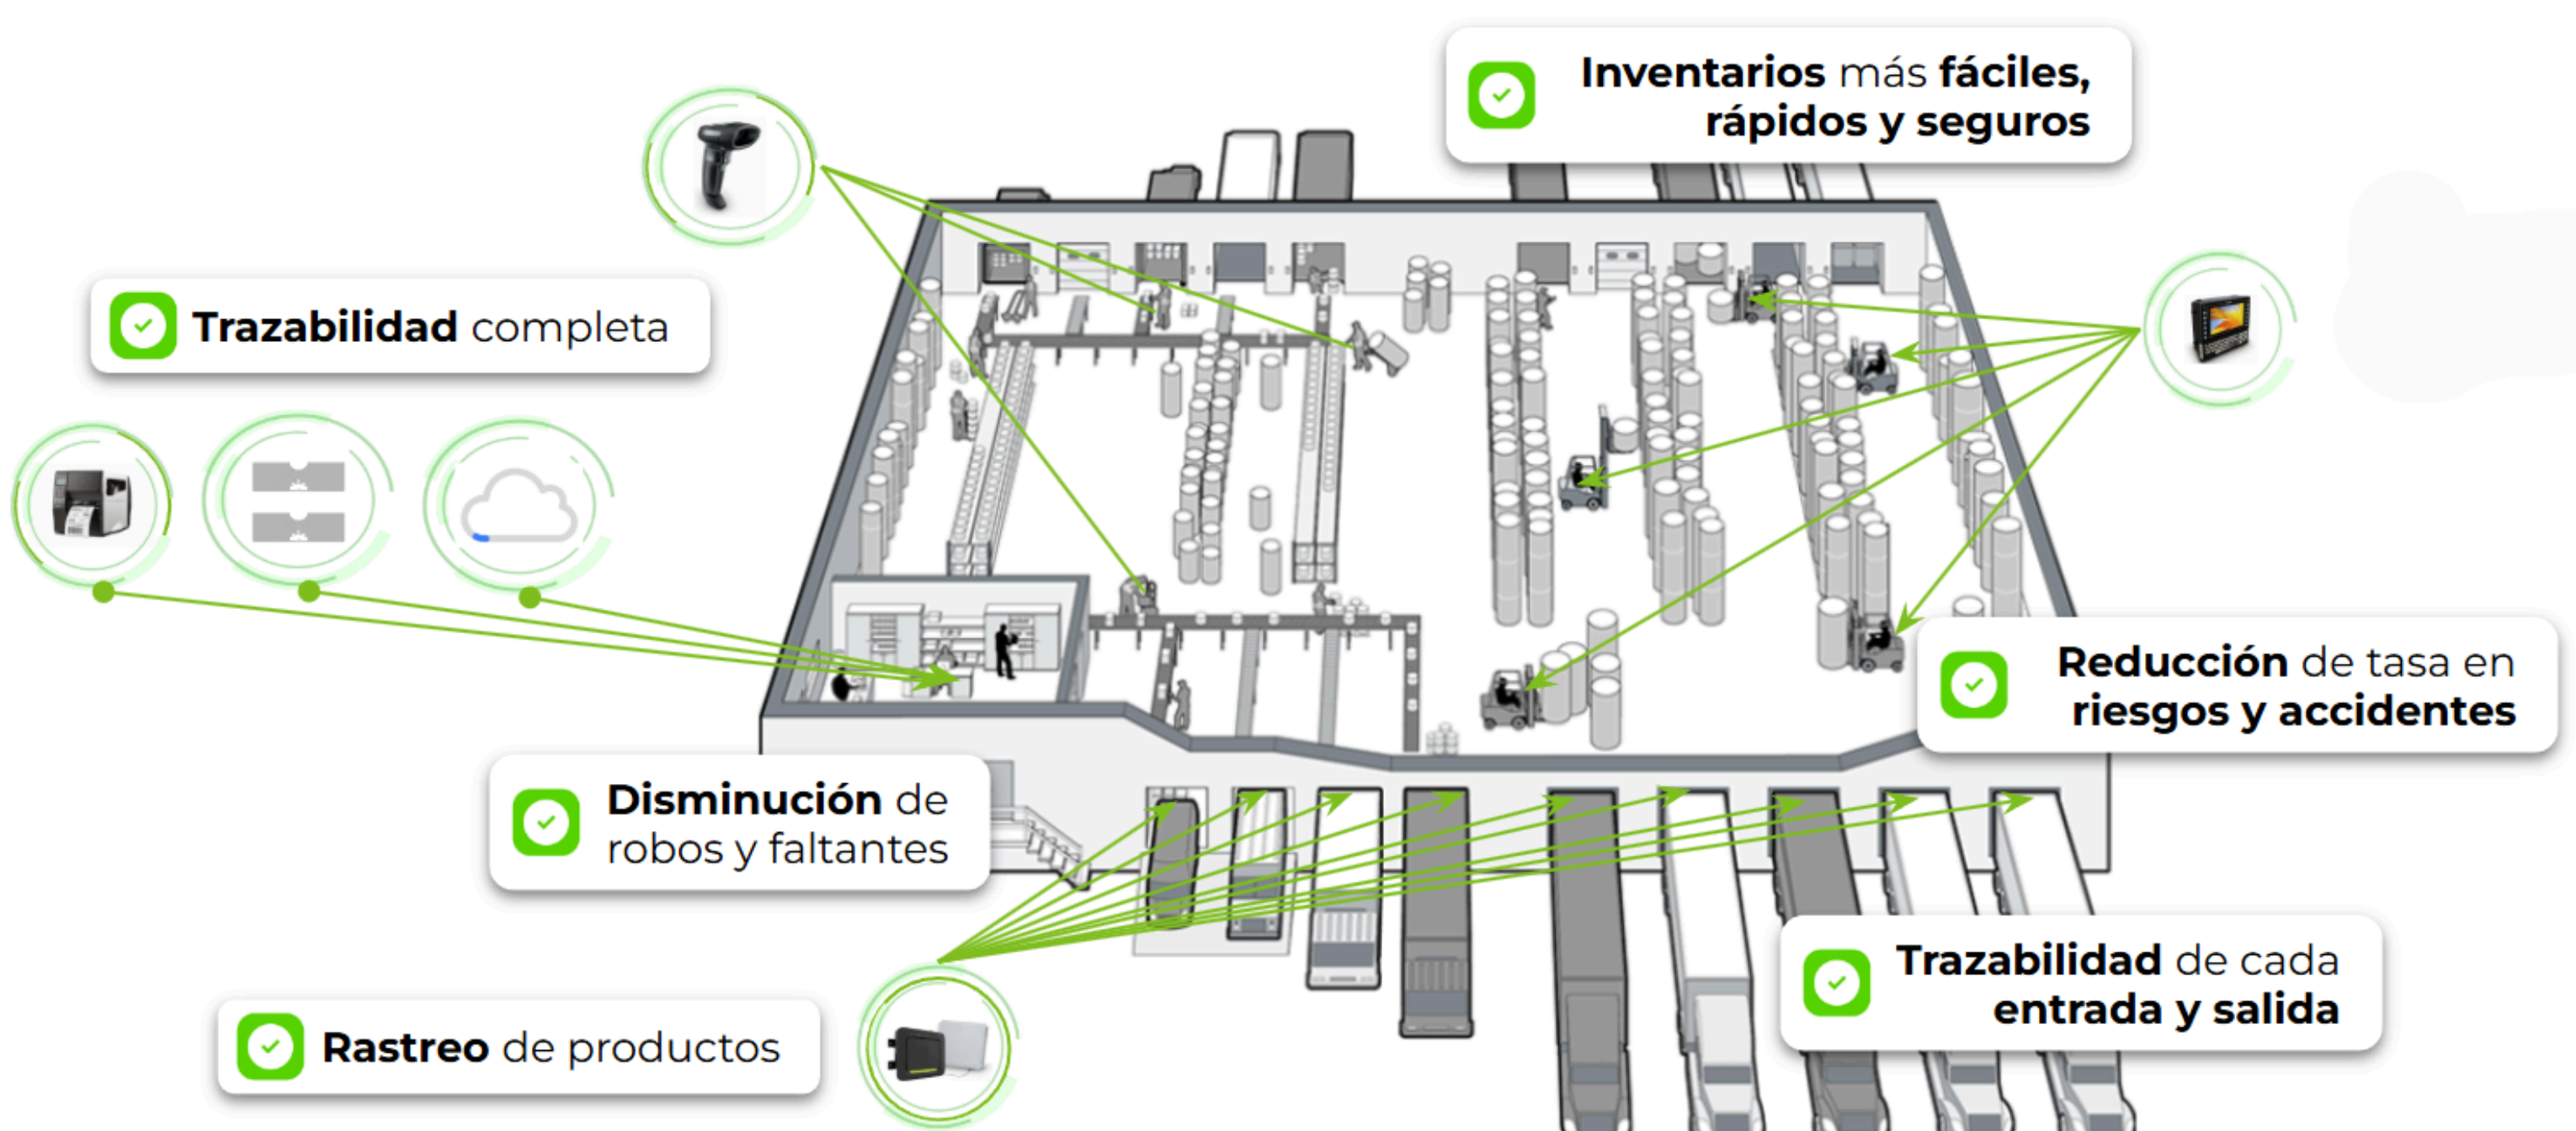 Inventarios más fáciles,
rápidos y seguros
Trazabilidad completa
Reducción de tasa en
riesgos y accidentes
Disminución de
robos y faltantes
Trazabilidad de cada
entrada y salida
Rastreo de productos